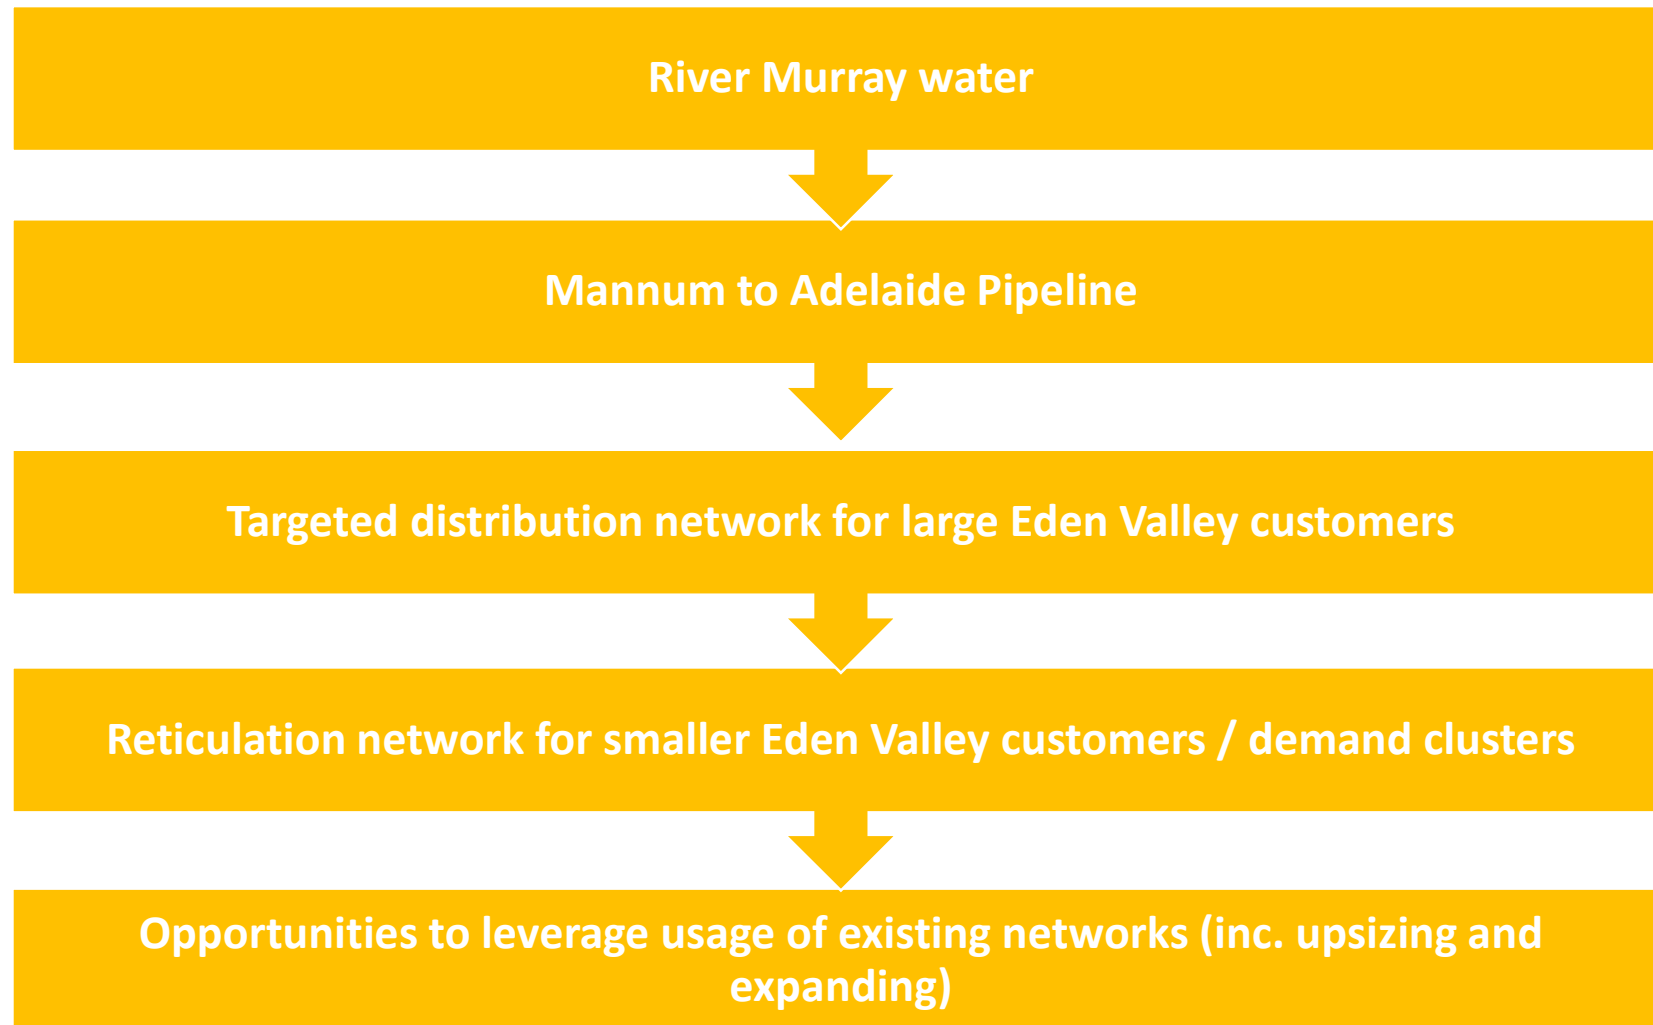 River Murray water
Mannum to Adelaide Pipeline
Targeted distribution network for large Eden Valley customers
Reticulation network for smaller Eden Valley customers / demand clusters
Opportunities to leverage usage of existing networks (inc. upsizing and
expanding)